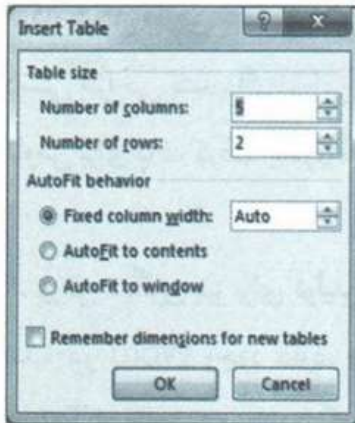 Insert Table
Table size
Number of columns: 5
Number of rows: 2
AutoFit behavior
Fixed column width: Auto
AutoFit to contents
AutoFit to window
Remember dimensions for new tables
OK Cancel